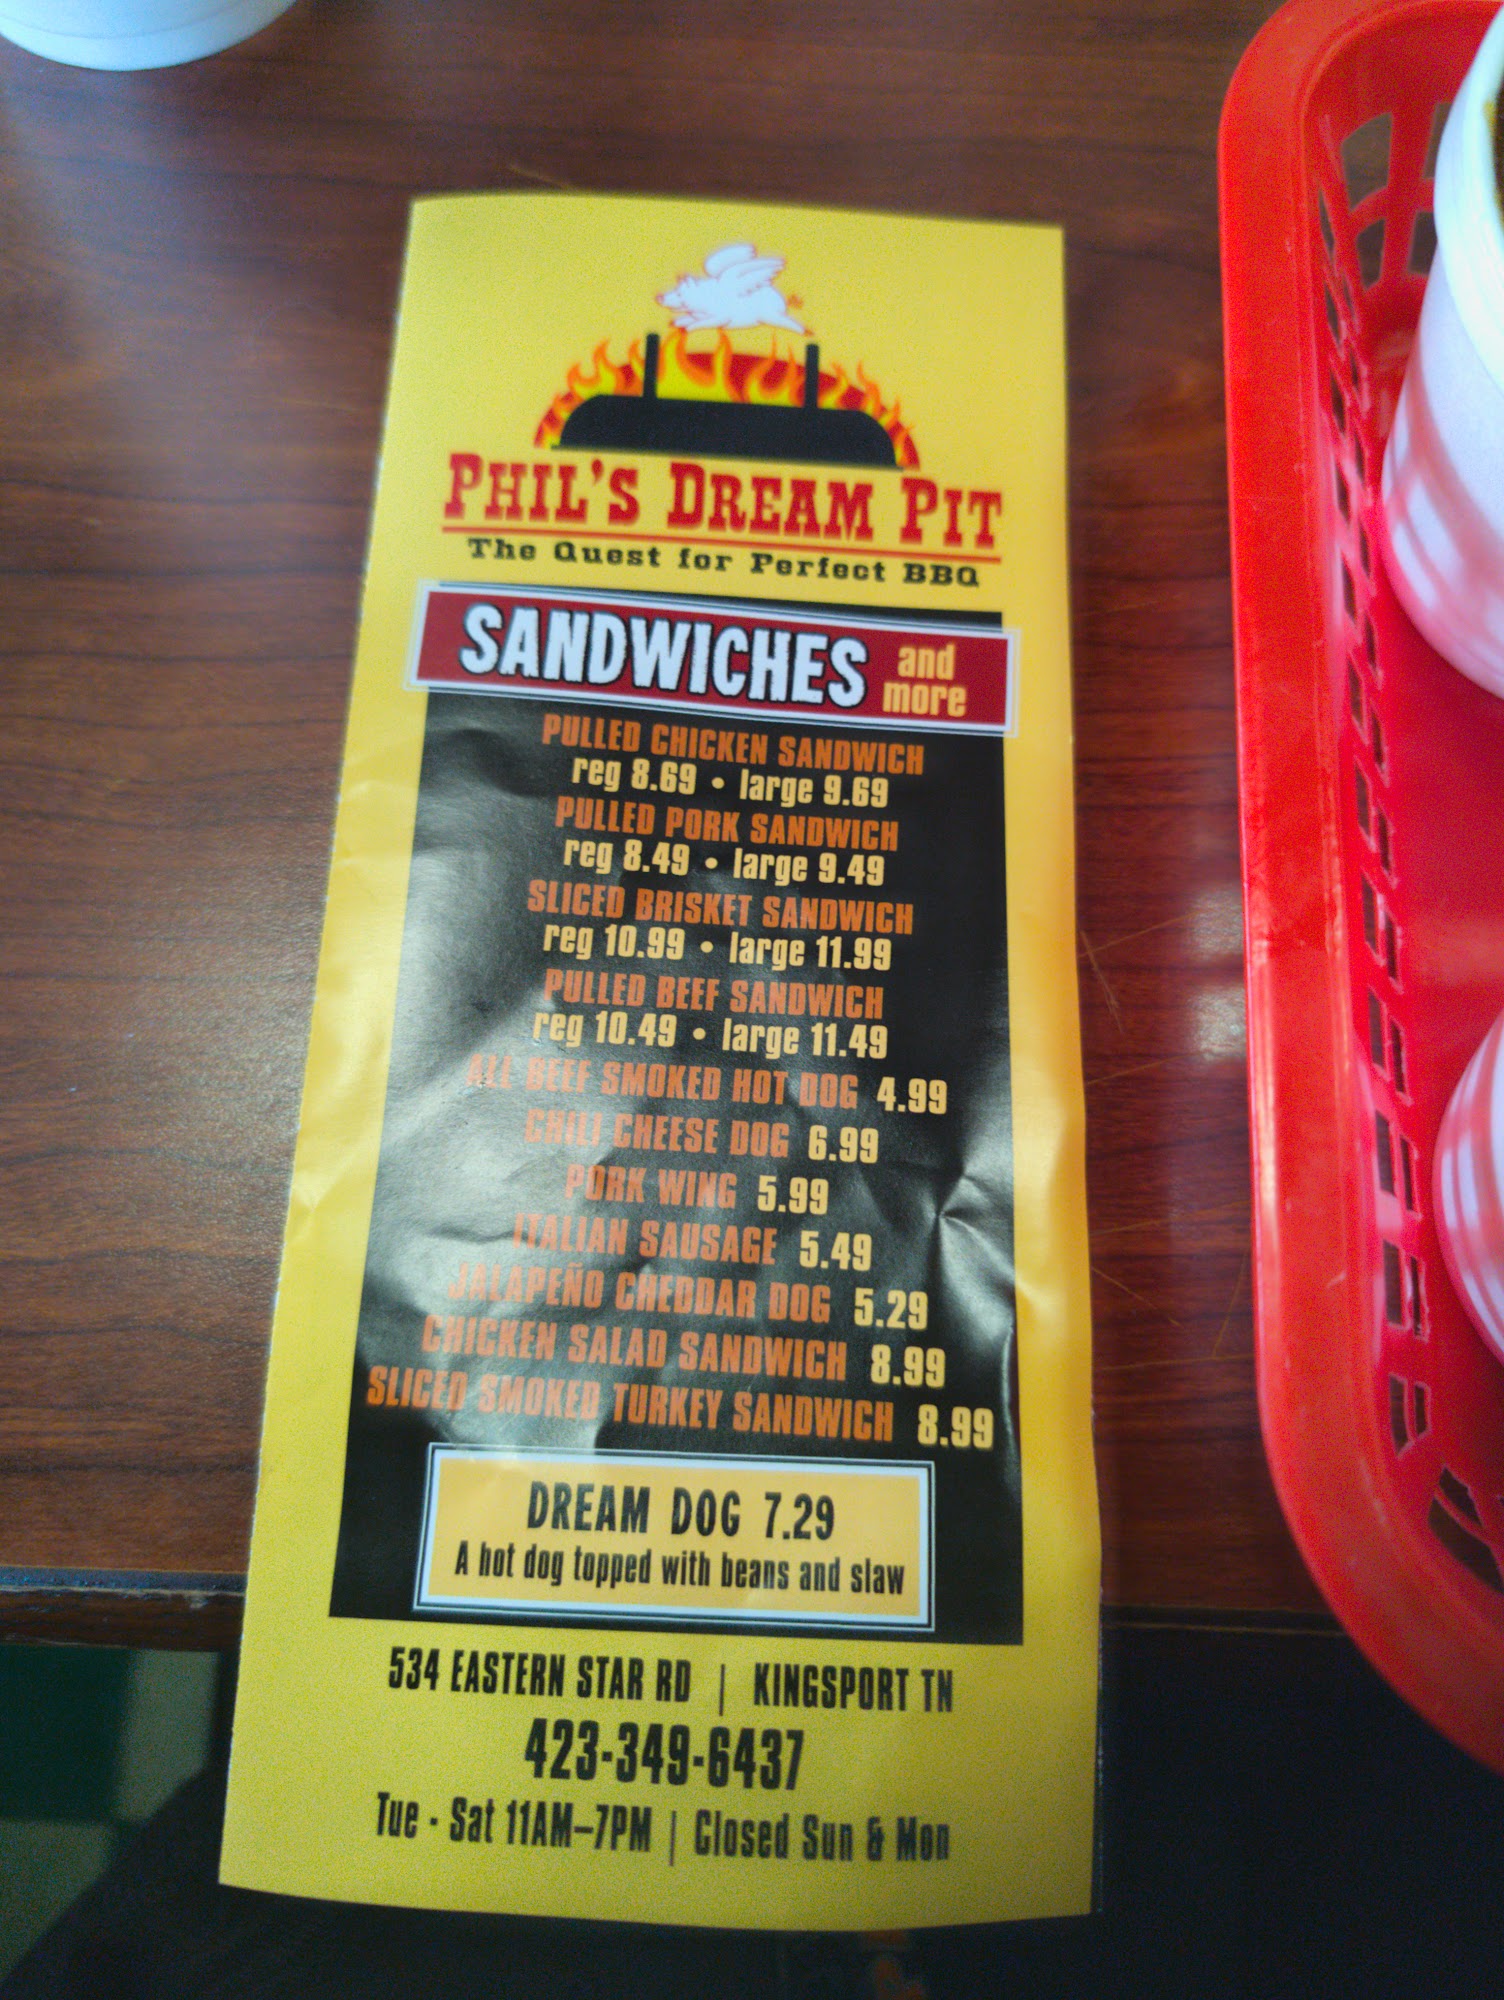 PHIL'S DREAM PIT
The Quest for Perfect BBQ
SANDWICHES and more
PULLED CHICKEN SANDWICH
reg 8.69 • large 9.69
PULLED PORK SANDWICH
reg 8.49 • large 9.49
SLICED BRISKET SANDWICH
reg 10.99 • large 11.99
PULLED BEEF SANDWICH
reg 10.49 • large 11.49
ALL BEEF SMOKED HOT DOG 4.99
CHILI CHEESE DOG 6.99
PORK WING 5.99
ITALIAN SAUSAGE 5.49
JALAPEÑO CHEDDAR DOG 5.29
CHICKEN SALAD SANDWICH 8.99
SLICED SMOKED TURKEY SANDWICH 8.99
DREAM DOG 7.29
A hot dog topped with beans and slaw
534 EASTERN STAR RD | KINGSPORT TN
423-349-6437
Tue - Sat 11AM–7PM | Closed Sun & Mon